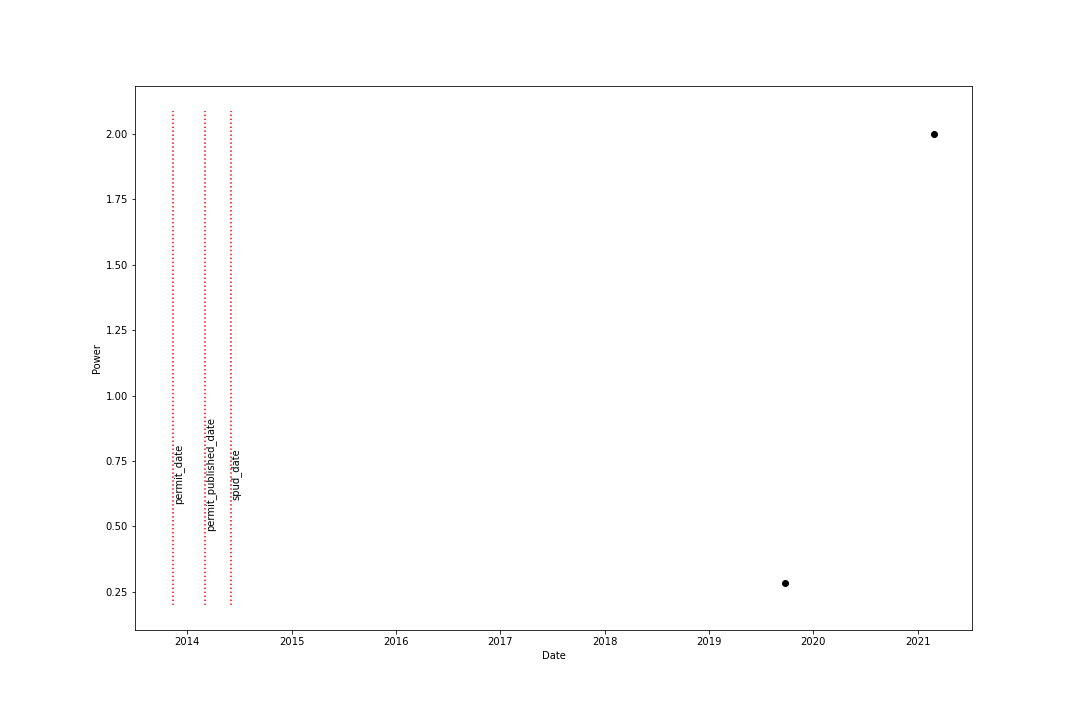 2.00
1.75
1.50
1.25
1.00
0.75
0.50
0.25
Power
permit_date
permit_published_date
spud_date
2014 2015 2016 2017 2018 2019 2020 2021
Date